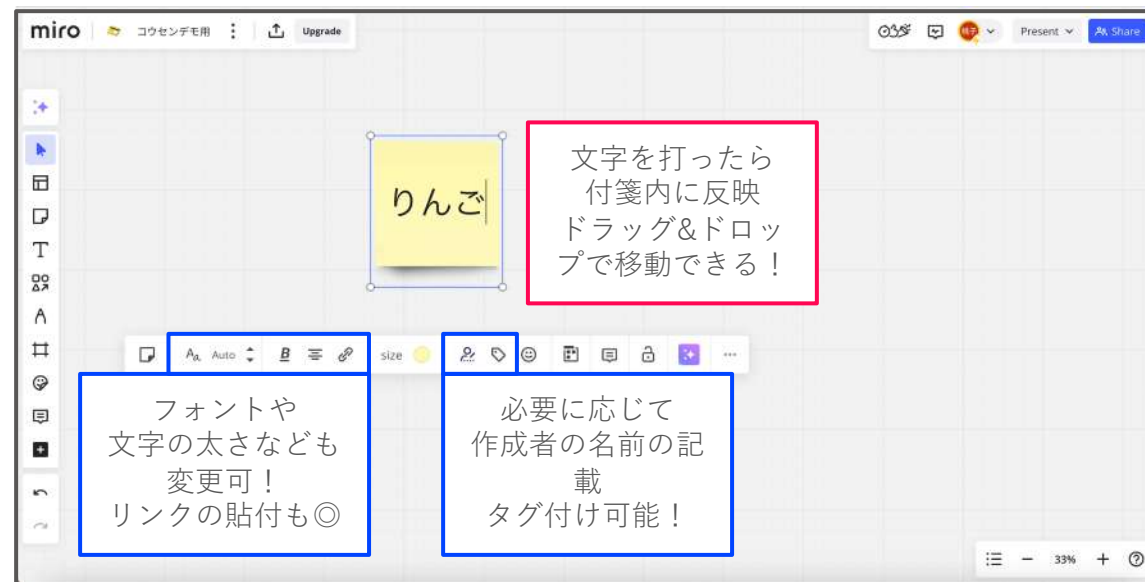 miro コウセンデモ用 Upgrade Present Share
りんご
文字を打ったら
付箋内に反映
ドラッグ&ドロッ
プで移動できる！
T
Aa Auto B size
フォントや
文字の太さなども
変更可！
リンクの貼付も◎
必要に応じて
作成者の名前の記
載
タグ付け可能！
33%